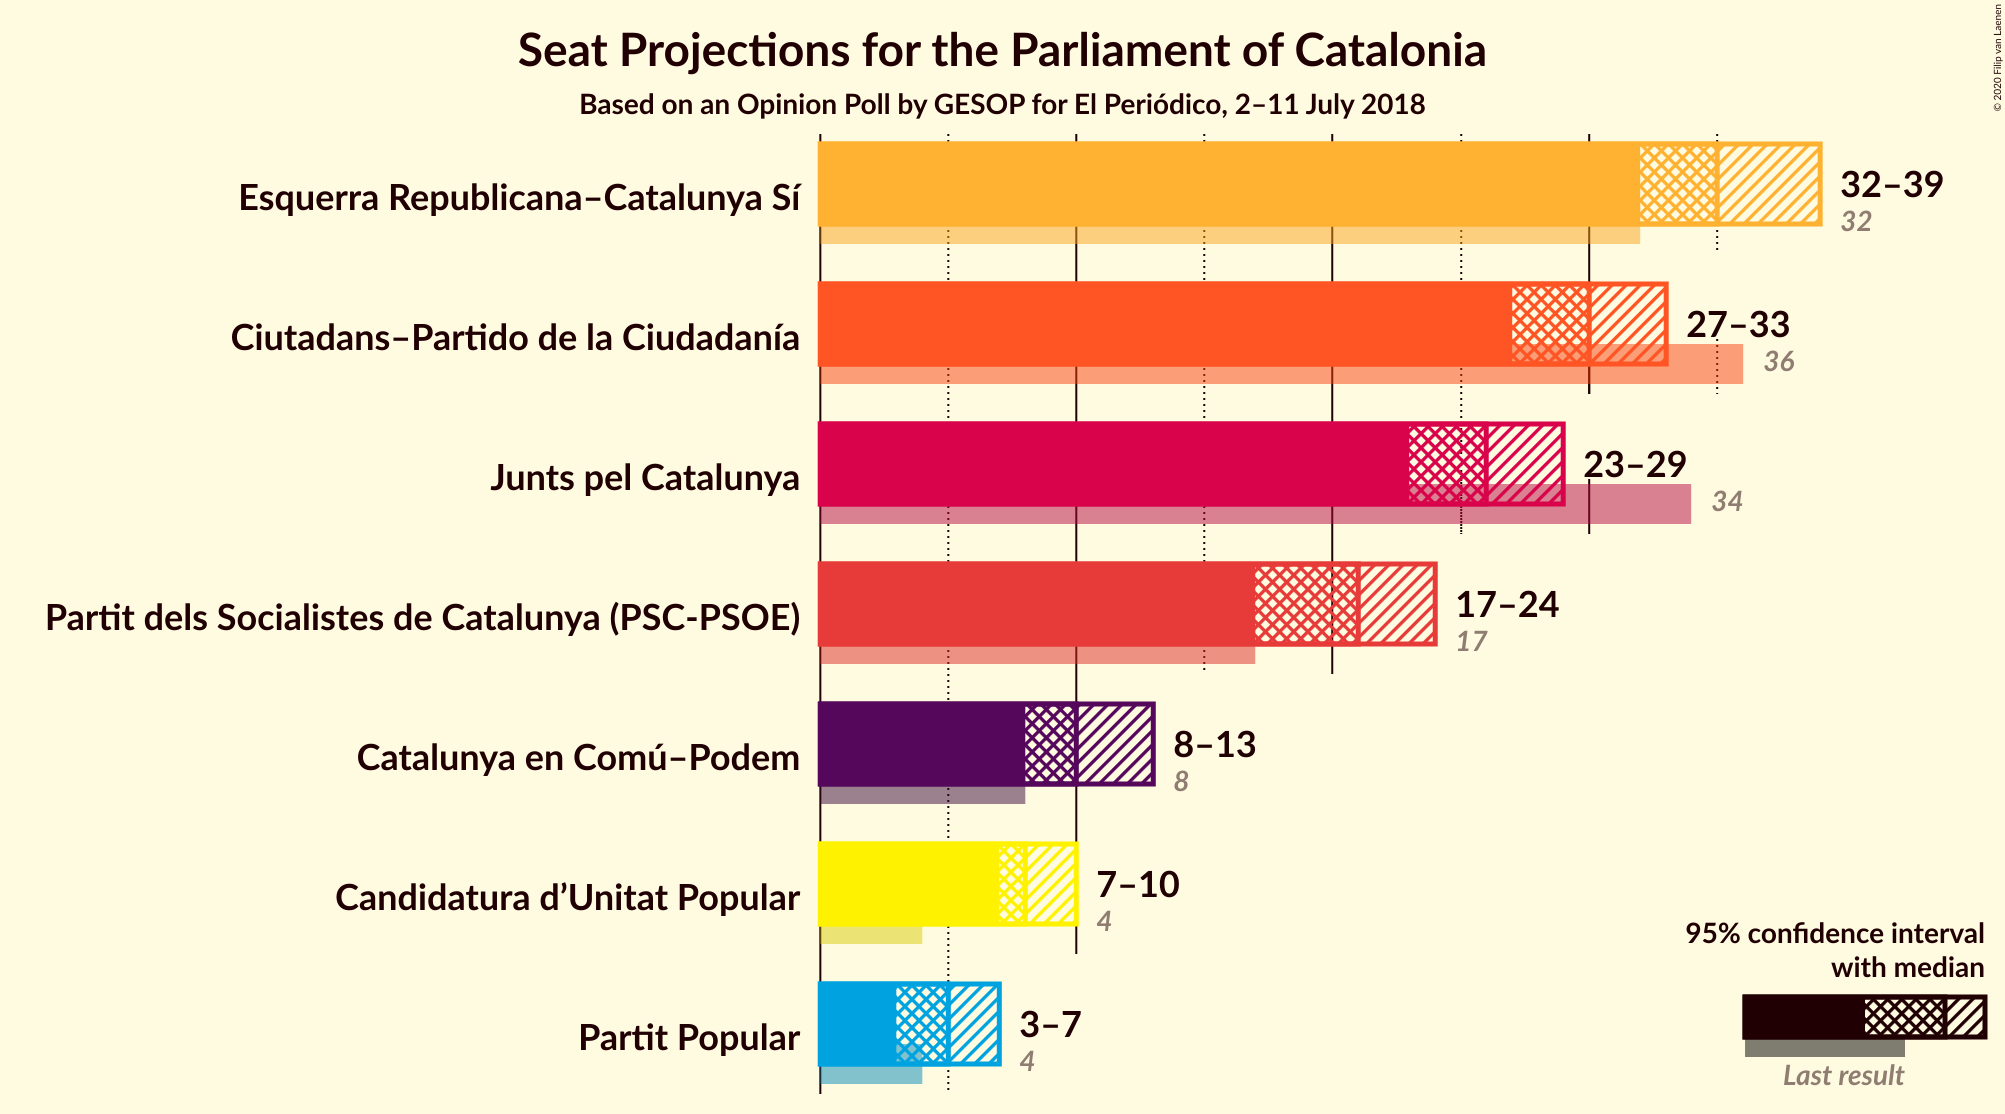 Seat Projections for the Parliament of Catalonia
Based on an Opinion Poll by GESOP for El Periódico, 2–11 July 2018
© 2020 Filip van Laenen
Esquerra Republicana–Catalunya Sí
32–39
32
Ciutadans–Partido de la Ciudadanía
27–33
36
Junts pel Catalunya
23–29
34
Partit dels Socialistes de Catalunya (PSC-PSOE)
17–24
17
Catalunya en Comú–Podem
8–13
8
Candidatura d’Unitat Popular
7–10
4
Partit Popular
3–7
4
95% confidence interval
with median
Last result